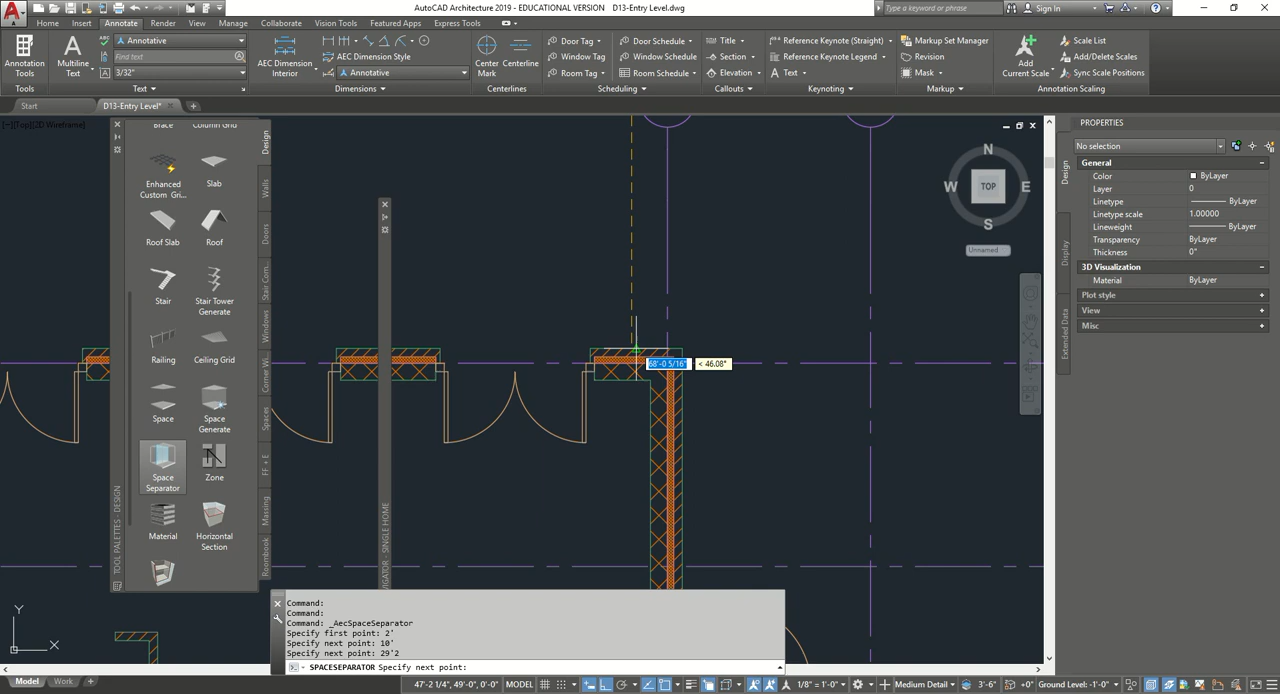 AutoCAD Architecture 2019 - EDUCATIONAL VERSION D13-Entry Level.dwg
Type a keyword or phrase
Sign In
Home Insert Annotate Render View Manage Collaborate Vision Tools Featured Apps Express Tools
Annotation Tools
Tools
Multiline Text
Annotative
Find text
3/32"
Text
AEC Dimension Interior
AEC Dimension Style
Annotative
Dimensions
Center Mark
Centerline
Centerlines
Door Tag
Window Tag
Room Tag
Door Schedule
Window Schedule
Room Schedule
Scheduling
Title
Section
Elevation
Callouts
Reference Keynote (Straight)
Reference Keynote Legend
Text
Keynoting
Markup Set Manager
Revision
Mask
Markup
Add Current Scale
Scale List
Add/Delete Scales
Sync Scale Positions
Annotation Scaling
Start
D13-Entry Level*
[−][Top][2D Wireframe]
Brace
Column Grid
Enhanced Custom Gri...
Slab
Roof Slab
Roof
Stair
Stair Tower Generate
Railing
Ceiling Grid
Space
Space Generate
Space Separator
Zone
Material
Horizontal Section
Design
Walls
Doors
Stair Com...
Windows
Corner Wi...
Spaces
FF + E
Massing
Roombook
TOOL PALETTES - DESIGN
VIGATOR - SINGLE HOME
68'-0 5/16"
< 46.08°
N
W
TOP
E
S
Unnamed
PROPERTIES
No selection
General
Color ByLayer
Layer 0
Linetype ByLayer
Linetype scale 1.00000
Lineweight ByLayer
Transparency ByLayer
Thickness 0"
3D Visualization
Material ByLayer
Plot style
View
Misc
Design
Display
Extended Data
Y
X
Command:
Command:
Command: _AecSpaceSeparator
Specify first point: 2'
Specify next point: 10'
Specify next point: 29'2
SPACESEPARATOR Specify next point:
Model Work
47'-2 1/4", 49'-0", 0'-0" MODEL
1/8" = 1'-0"
Medium Detail
3'-6"
+0"
Ground Level:-1'-0"